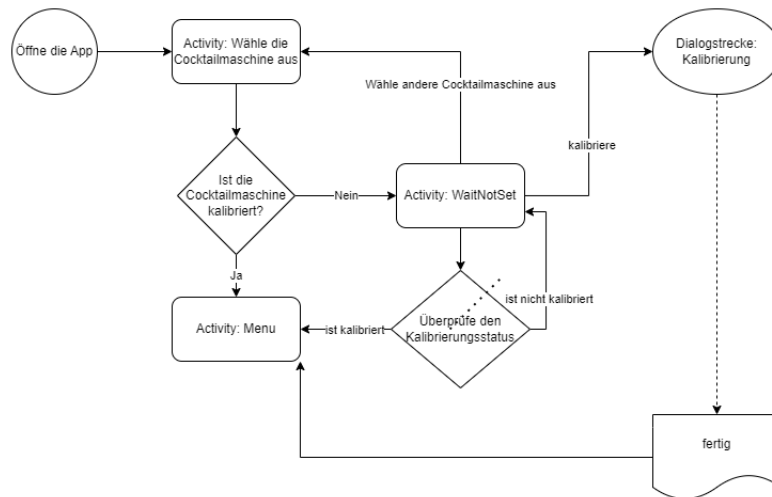 Öffne die App
Activity: Wähle die
Cocktailmaschine aus
Dialogstrecke:
Kalibrierung
Wähle andere Cocktailmaschine aus
kalibriere
Ist die
Cocktailmaschine
kalibriert?
Nein
Activity: WaitNotSet
Ja
ist nicht kalibriert
Activity: Menu
ist kalibriert
Überprüfe den
Kalibrierungsstatus
fertig